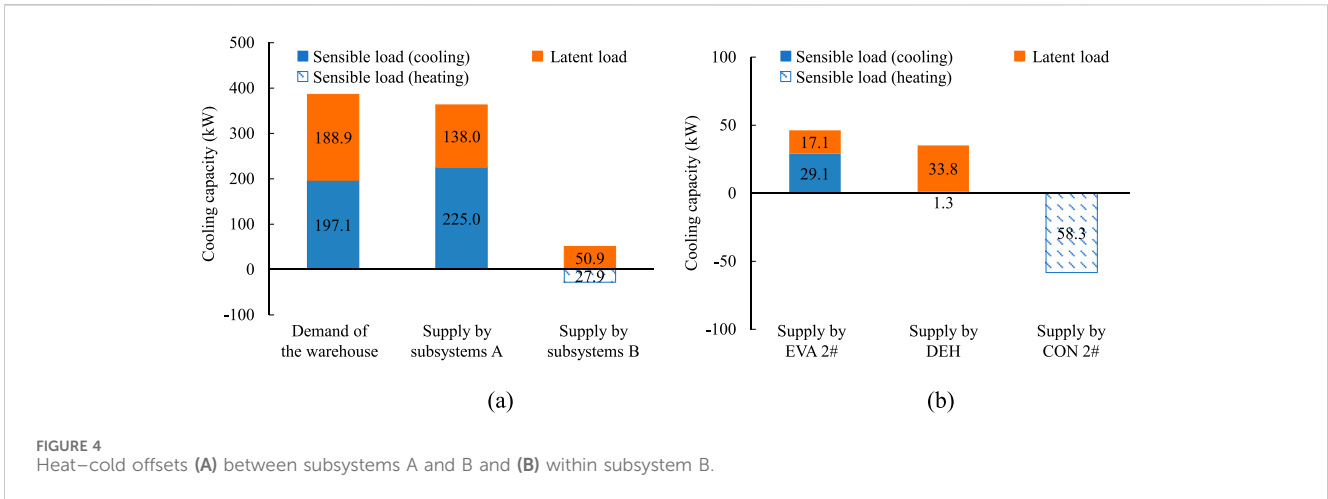 500
400
300
200
100
0
-100
Cooling capacity (kW)
Sensible load (cooling)
Latent load
Sensible load (heating)
188.9
197.1
138.0
225.0
50.9
27.9
Demand of
the warehouse
Supply by
subsystems A
Supply by
subsystems B
(a)
100
50
0
-50
-100
Cooling capacity (kW)
Sensible load (cooling)
Latent load
Sensible load (heating)
17.1
29.1
33.8
1.3
58.3
Supply by
EVA 2#
Supply by
DEH
Supply by
CON 2#
(b)
FIGURE 4
Heat–cold offsets (A) between subsystems A and B and (B) within subsystem B.